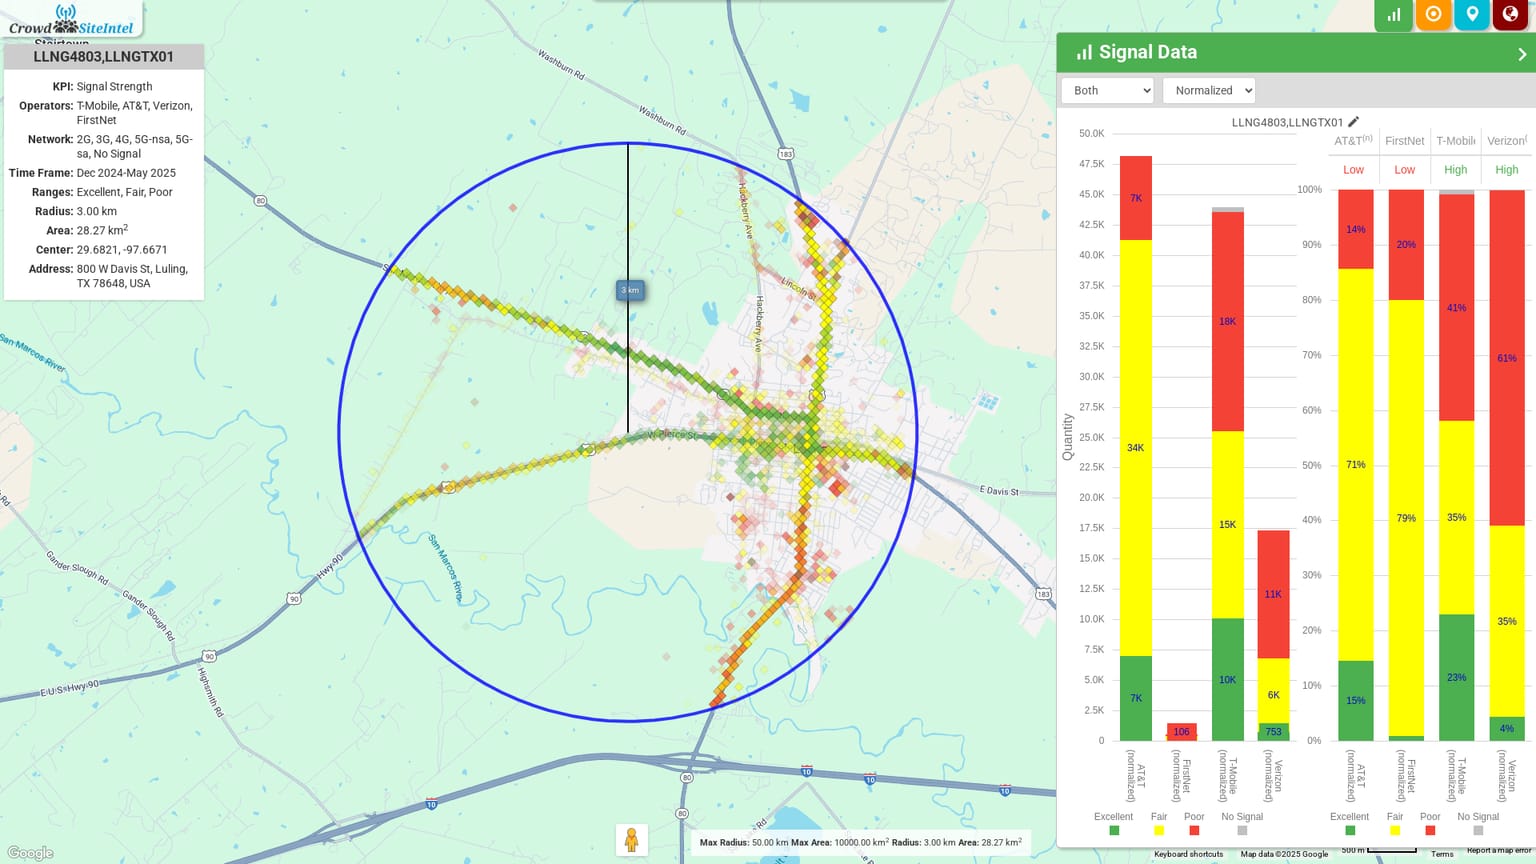 CrowdSiteIntel
Stairtown
LLNG4803,LLNGTX01
KPI: Signal Strength
Operators: T-Mobile, AT&T, Verizon,
FirstNet
Network: 2G, 3G, 4G, 5G-nsa, 5G-
sa, No Signal
Time Frame: Dec 2024-May 2025
Ranges: Excellent, Fair, Poor
Radius: 3.00 km
Area: 28.27 km2
Center: 29.6821, -97.6671
Address: 800 W Davis St, Luling,
TX 78648, USA
Washburn Rd
Washburn Rd
183
80
Hackberry Ave
Lincoln St
Hackberry Ave
3 km
San Marcos River
W Pierce St
E Davis St
San Marcos River
Hwy 90
Gander Slough Rd
Gander Slough Rd
90
90
183
Highsmith Rd
E U.S. Hwy 90
80
80
10
10
10
10
Google
Max Radius: 50.00 km Max Area: 10000.00 km2 Radius: 3.00 km Area: 28.27 km2
Keyboard shortcuts
Map data ©2025 Google
500 m
Terms
Report a map error
Signal Data
Both
Normalized
LLNG4803,LLNGTX01
Quantity
50.0K
47.5K
45.0K
42.5K
40.0K
37.5K
35.0K
32.5K
30.0K
27.5K
25.0K
22.5K
20.0K
17.5K
15.0K
12.5K
10.0K
7.5K
5.0K
2.5K
0
7K
34K
7K
106
18K
15K
10K
11K
6K
753
AT&T (normalized)
FirstNet (normalized)
T-Mobile (normalized)
Verizon (normalized)
Excellent Fair Poor No Signal
AT&T(n) FirstNet T-Mobile Verizon(
Low Low High High
100%
90%
80%
70%
60%
50%
40%
30%
20%
10%
0%
14%
71%
15%
20%
79%
41%
35%
23%
61%
35%
4%
AT&T (normalized)
FirstNet (normalized)
T-Mobile (normalized)
Verizon (normalized)
Excellent Fair Poor No Signal